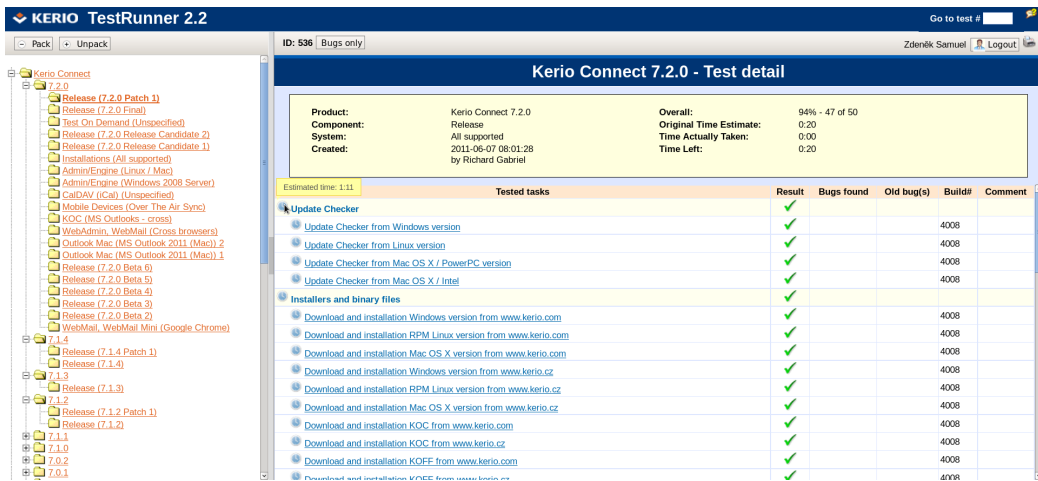 KERIO TestRunner 2.2
Go to test #
Pack
Unpack
ID: 536
Bugs only
Zdeněk Samuel
Logout
Kerio Connect
7.2.0
Release (7.2.0 Patch 1)
Release (7.2.0 Final)
Test On Demand (Unspecified)
Release (7.2.0 Release Candidate 2)
Release (7.2.0 Release Candidate 1)
Installations (All supported)
Admin/Engine (Linux / Mac)
Admin/Engine (Windows 2008 Server)
CalDAV (iCal) (Unspecified)
Mobile Devices (Over The Air Sync)
KOC (MS Outlooks - cross)
WebAdmin, WebMail (Cross browsers)
Outlook Mac (MS Outlook 2011 (Mac)) 2
Outlook Mac (MS Outlook 2011 (Mac)) 1
Release (7.2.0 Beta 6)
Release (7.2.0 Beta 5)
Release (7.2.0 Beta 4)
Release (7.2.0 Beta 3)
Release (7.2.0 Beta 2)
WebMail, WebMail Mini (Google Chrome)
7.1.4
Release (7.1.4 Patch 1)
Release (7.1.4)
7.1.3
Release (7.1.3)
7.1.2
Release (7.1.2 Patch 1)
Release (7.1.2)
7.1.1
7.1.0
7.0.2
7.0.1
Kerio Connect 7.2.0 - Test detail
Product: Kerio Connect 7.2.0 Overall: 94% - 47 of 50
Component: Release Original Time Estimate: 0:20
System: All supported Time Actually Taken: 0:00
Created: 2011-06-07 08:01:28 Time Left: 0:20
by Richard Gabriel
Estimated time: 1:11
Tested tasks Result Bugs found Old bug(s) Build# Comment
Update Checker
Update Checker from Windows version 4008
Update Checker from Linux version 4008
Update Checker from Mac OS X / PowerPC version 4008
Update Checker from Mac OS X / Intel 4008
Installers and binary files
Download and installation Windows version from www.kerio.com 4008
Download and installation RPM Linux version from www.kerio.com 4008
Download and installation Mac OS X version from www.kerio.com 4008
Download and installation Windows version from www.kerio.cz 4008
Download and installation RPM Linux version from www.kerio.cz 4008
Download and installation Mac OS X version from www.kerio.cz 4008
Download and installation KOC from www.kerio.com 4008
Download and installation KOC from www.kerio.cz 4008
Download and installation KOFF from www.kerio.com 4008
Download and installation KOFF from www.kerio.cz 4008